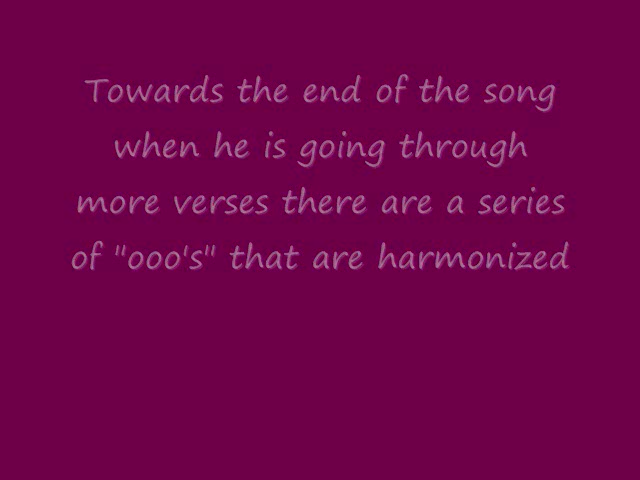 Towards the end of the song
when he is going through
more verses there are a series
of "ooo's" that are harmonized